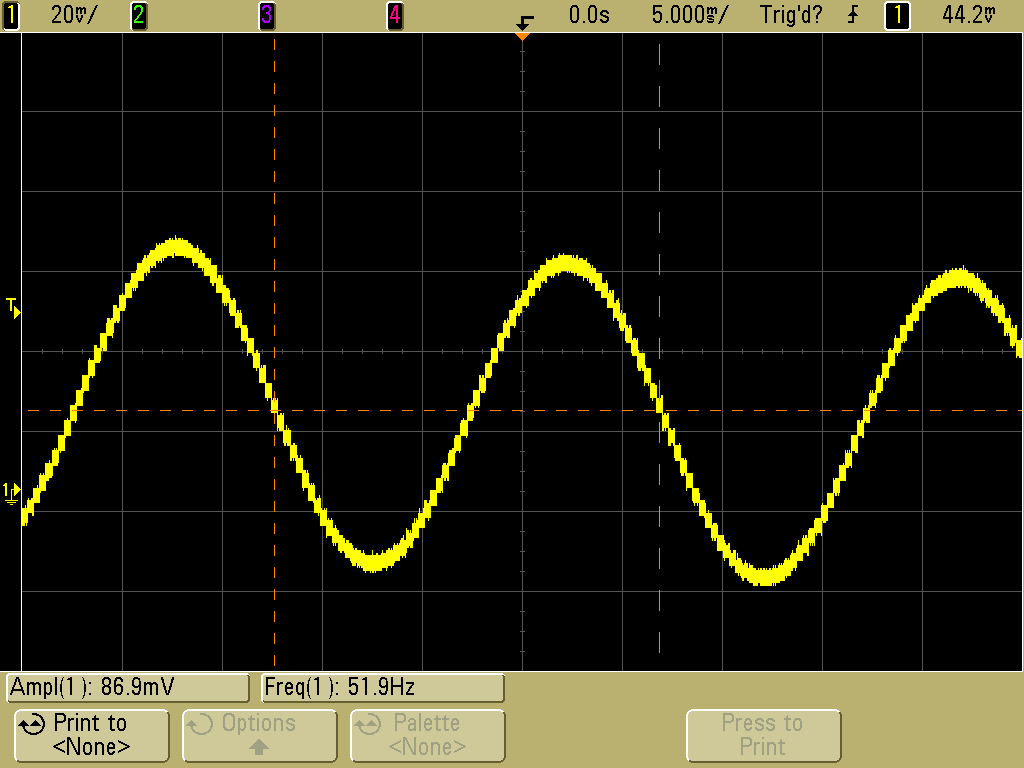 1 20mV/ 2 3 4 0.0s 5.000ms/ Trig'd? 1 44.2mV
T
1
Ampl(1): 86.9mV Freq(1): 51.9Hz
Print to Options Palette Press to
<None> <None> Print